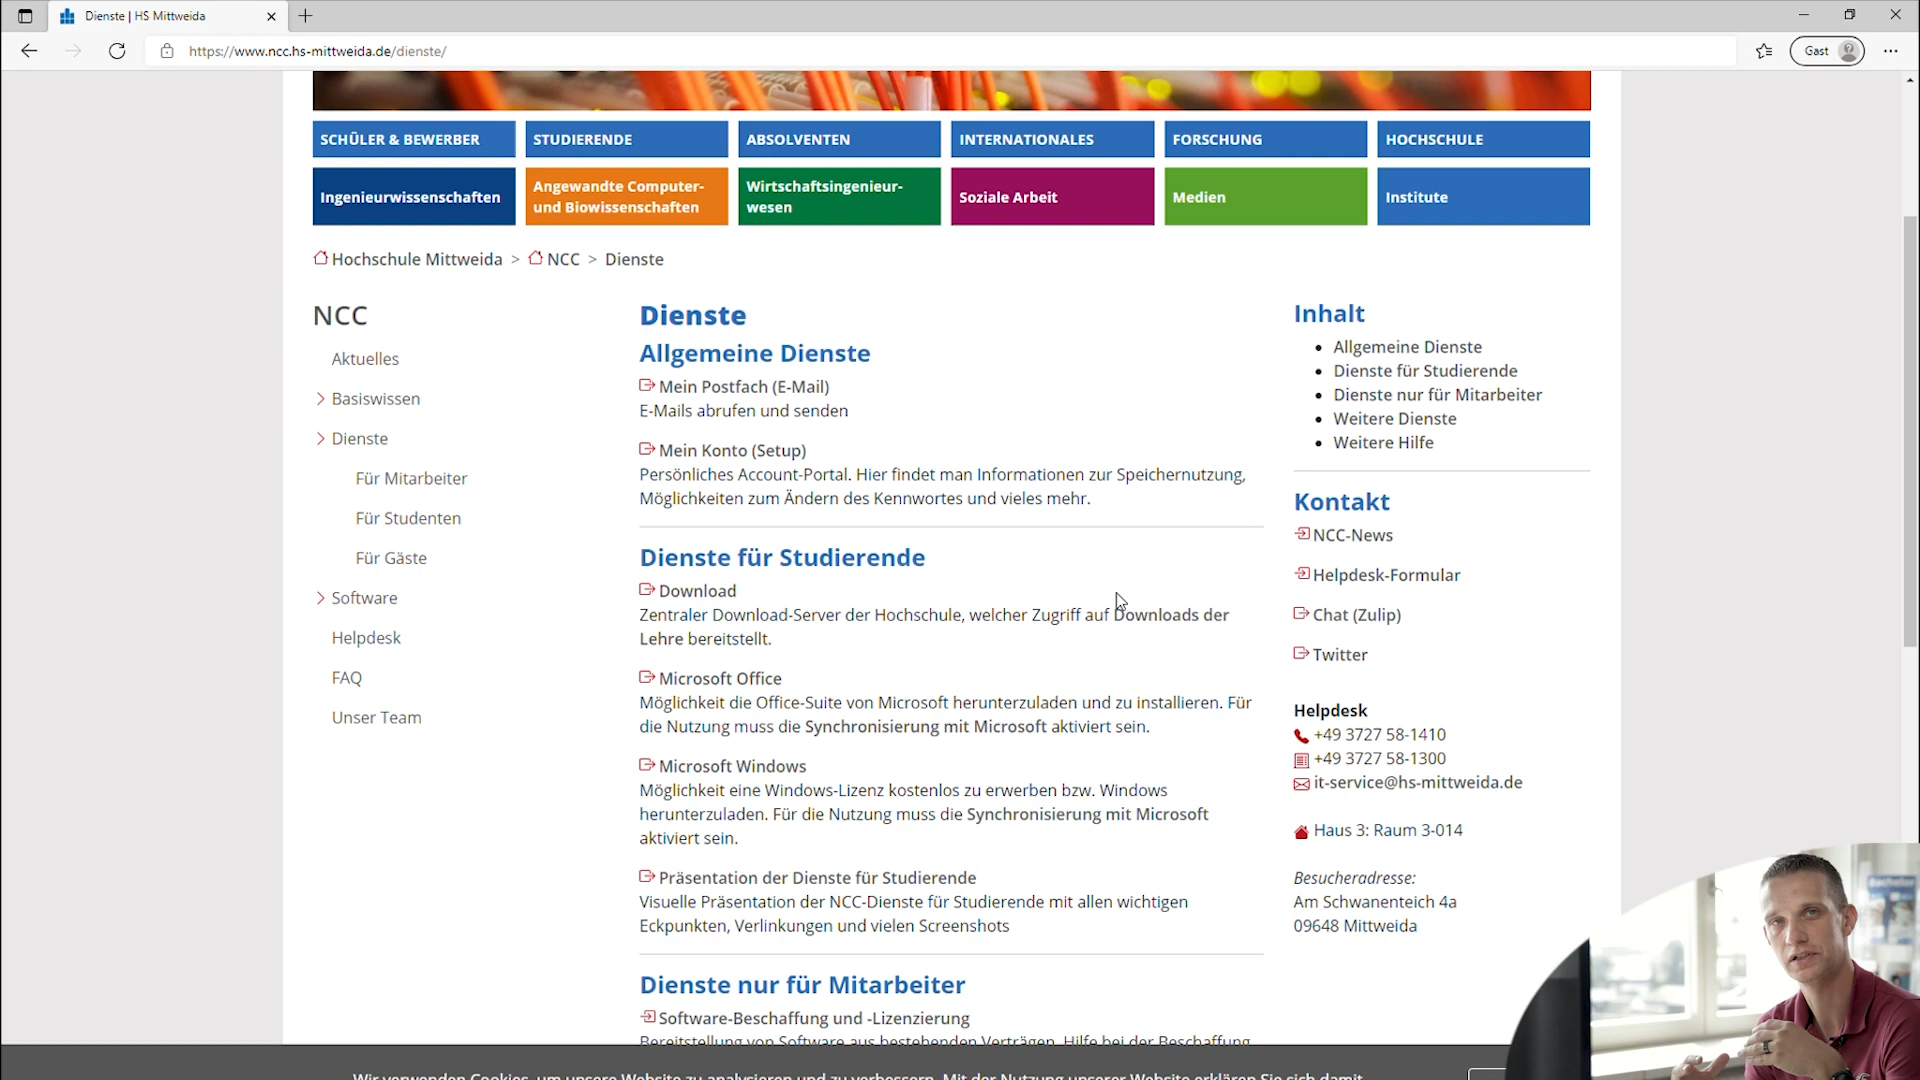 Dienste | HS Mittweida
https://www.ncc.hs-mittweida.de/dienste/
Gast
SCHÜLER & BEWERBER
STUDIERENDE
ABSOLVENTEN
INTERNATIONALES
FORSCHUNG
HOCHSCHULE
Ingenieurwissenschaften
Angewandte Computer-
und Biowissenschaften
Wirtschaftsingenieur-
wesen
Soziale Arbeit
Medien
Institute
Hochschule Mittweida > NCC > Dienste
NCC
Aktuelles
Basiswissen
Dienste
Für Mitarbeiter
Für Studenten
Für Gäste
Software
Helpdesk
FAQ
Unser Team
Dienste
Allgemeine Dienste
Mein Postfach (E-Mail)
E-Mails abrufen und senden
Mein Konto (Setup)
Persönliches Account-Portal. Hier findet man Informationen zur Speichernutzung,
Möglichkeiten zum Ändern des Kennwortes und vieles mehr.
Dienste für Studierende
Download
Zentraler Download-Server der Hochschule, welcher Zugriff auf Downloads der
Lehre bereitstellt.
Microsoft Office
Möglichkeit die Office-Suite von Microsoft herunterzuladen und zu installieren. Für
die Nutzung muss die Synchronisierung mit Microsoft aktiviert sein.
Microsoft Windows
Möglichkeit eine Windows-Lizenz kostenlos zu erwerben bzw. Windows
herunterzuladen. Für die Nutzung muss die Synchronisierung mit Microsoft
aktiviert sein.
Präsentation der Dienste für Studierende
Visuelle Präsentation der NCC-Dienste für Studierende mit allen wichtigen
Eckpunkten, Verlinkungen und vielen Screenshots
Dienste nur für Mitarbeiter
Software-Beschaffung und -Lizenzierung
Bereitstellung von Software aus bestehenden Verträgen, Hilfe bei der Beschaffung
Inhalt
Allgemeine Dienste
Dienste für Studierende
Dienste nur für Mitarbeiter
Weitere Dienste
Weitere Hilfe
Kontakt
NCC-News
Helpdesk-Formular
Chat (Zulip)
Twitter
Helpdesk
+49 3727 58-1410
+49 3727 58-1300
it-service@hs-mittweida.de
Haus 3: Raum 3-014
Besucheradresse:
Am Schwanenteich 4a
09648 Mittweida
Wir verwenden Cookies, um unsere Website zu analysieren und zu verbessern. Mit der Nutzung unserer Website erklären Sie sich damit